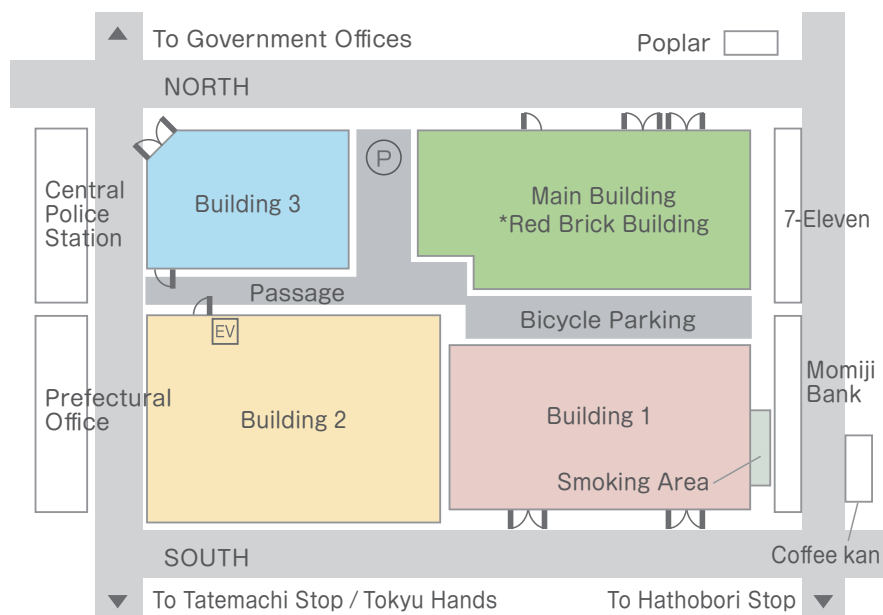 To Government Offices
Poplar
NORTH
P
Central
Police
Station
Building 3
Main Building
*Red Brick Building
7-Eleven
Passage
Bicycle Parking
EV
Prefectural
Office
Building 2
Building 1
Momiji
Bank
Smoking Area
SOUTH
Coffee kan
To Tatemachi Stop / Tokyu Hands
To Hathobori Stop